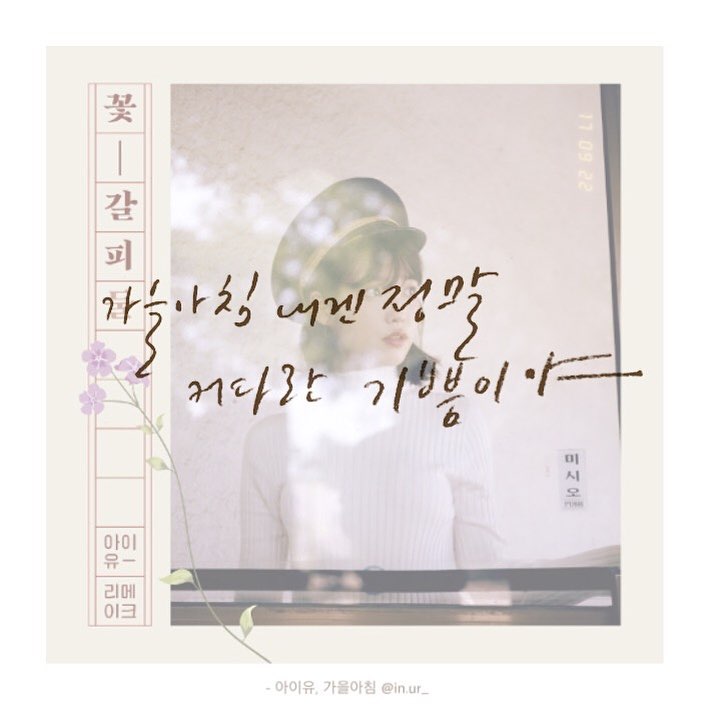 꽃
갈
피
둘
가을아침 내겐 정말
커다란 기쁨이야
17 09 22
미시오
PUSH
아이
유
리메
이크
- 아이유, 가을아침 @in.ur_